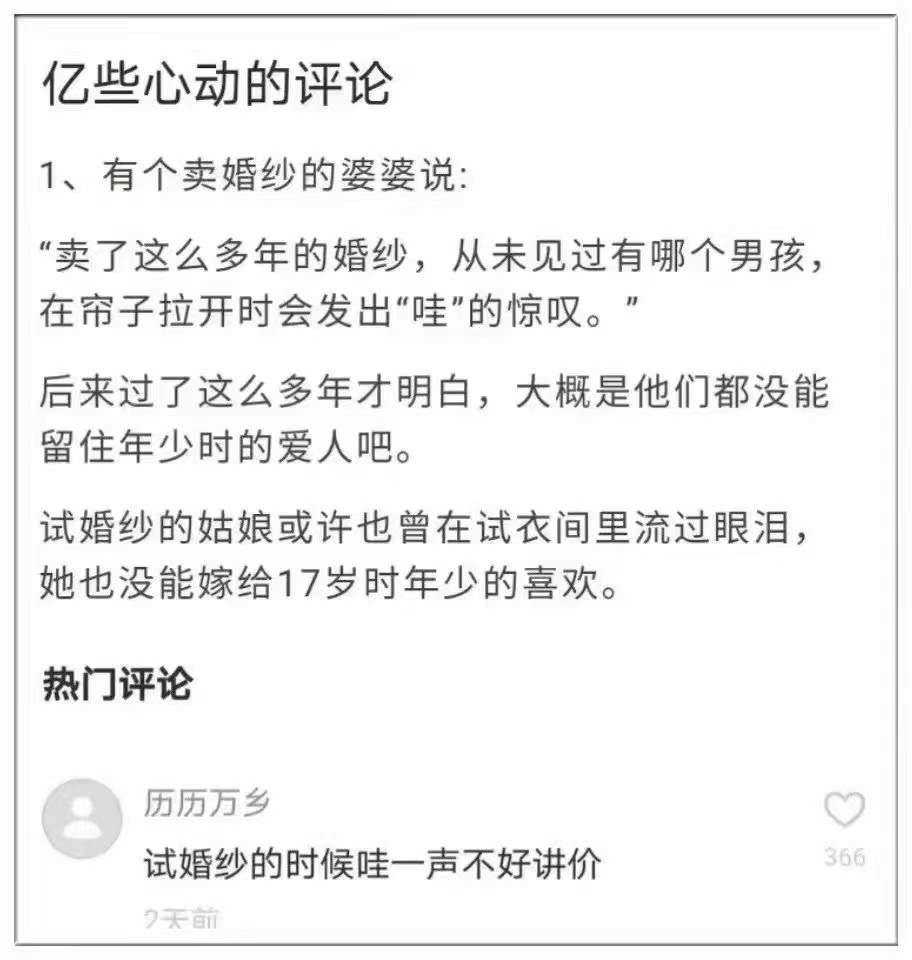 亿些心动的评论
1、有个卖婚纱的婆婆说:
“卖了这么多年的婚纱，从未见过有哪个男孩，
在帘子拉开时会发出“哇”的惊叹。”
后来过了这么多年才明白，大概是他们都没能
留住年少时的爱人吧。
试婚纱的姑娘或许也曾在试衣间里流过眼泪，
她也没能嫁给17岁时年少的喜欢。
热门评论
历历万乡
试婚纱的时候哇一声不好讲价
366
2天前